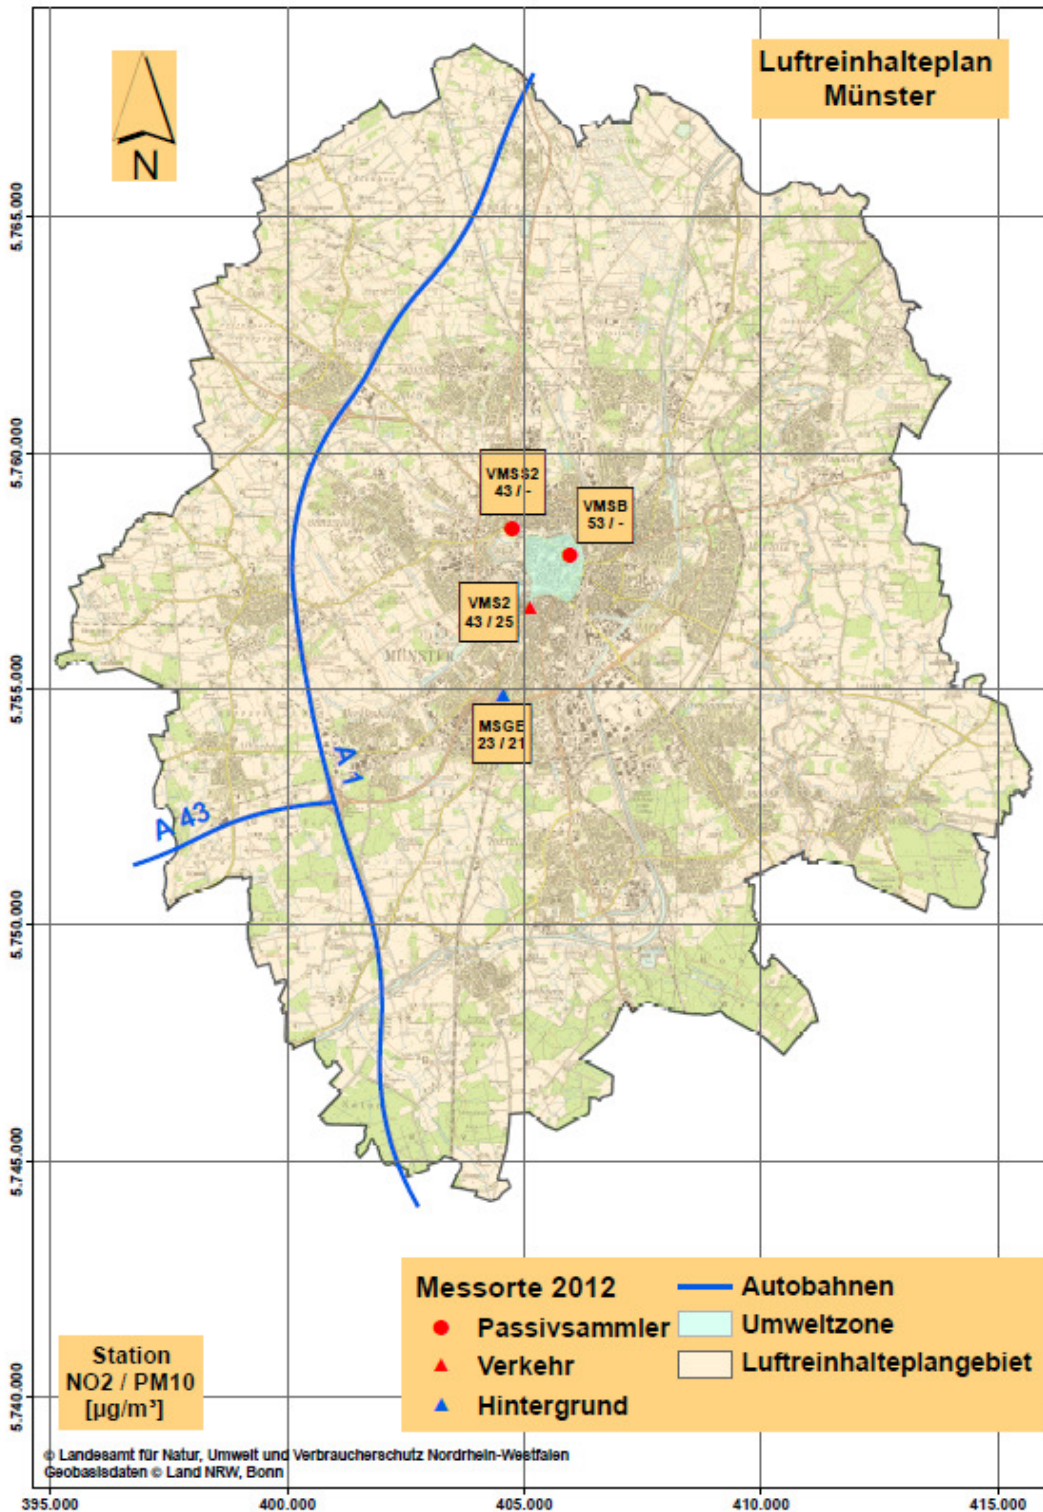 Luftreinhalteplan
Münster
N
5.765.000
5.760.000
VMSS2
43 / -
VMSB
53 / -
VMS2
43 / 25
MÜNSTER
5.755.000
MSGE
23 / 21
A 1
A 43
5.750.000
5.745.000
5.740.000
Messorte 2012
Passivsammler
Verkehr
Hintergrund
Autobahnen
Umweltzone
Luftreinhalteplangebiet
Station
NO2 / PM10
[µg/m³]
© Landesamt für Natur, Umwelt und Verbraucherschutz Nordrhein-Westfalen
Geobasisdaten © Land NRW, Bonn
395.000
400.000
405.000
410.000
415.000